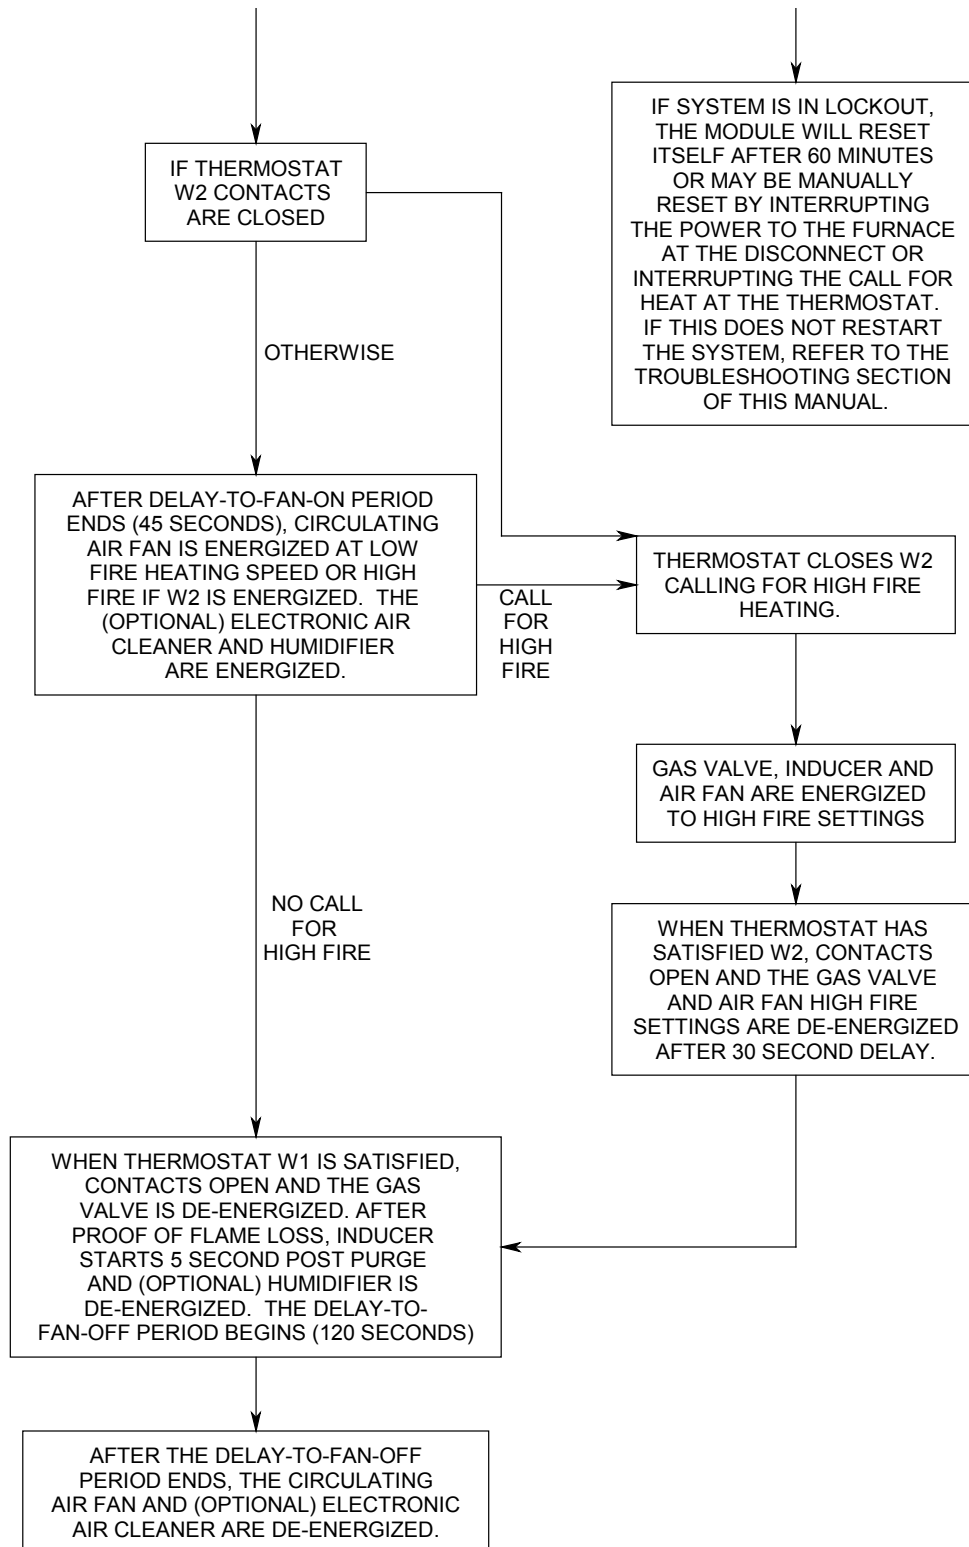 IF THERMOSTAT
W2 CONTACTS
ARE CLOSED
IF SYSTEM IS IN LOCKOUT,
THE MODULE WILL RESET
ITSELF AFTER 60 MINUTES
OR MAY BE MANUALLY
RESET BY INTERRUPTING
THE POWER TO THE FURNACE
AT THE DISCONNECT OR
INTERRUPTING THE CALL FOR
HEAT AT THE THERMOSTAT.
IF THIS DOES NOT RESTART
THE SYSTEM, REFER TO THE
TROUBLESHOOTING SECTION
OF THIS MANUAL.
OTHERWISE
AFTER DELAY-TO-FAN-ON PERIOD
ENDS (45 SECONDS), CIRCULATING
AIR FAN IS ENERGIZED AT LOW
FIRE HEATING SPEED OR HIGH
FIRE IF W2 IS ENERGIZED. THE
(OPTIONAL) ELECTRONIC AIR
CLEANER AND HUMIDIFIER
ARE ENERGIZED.
CALL
FOR
HIGH
FIRE
THERMOSTAT CLOSES W2
CALLING FOR HIGH FIRE
HEATING.
GAS VALVE, INDUCER AND
AIR FAN ARE ENERGIZED
TO HIGH FIRE SETTINGS
NO CALL
FOR
HIGH FIRE
WHEN THERMOSTAT HAS
SATISFIED W2, CONTACTS
OPEN AND THE GAS VALVE
AND AIR FAN HIGH FIRE
SETTINGS ARE DE-ENERGIZED
AFTER 30 SECOND DELAY.
WHEN THERMOSTAT W1 IS SATISFIED,
CONTACTS OPEN AND THE GAS
VALVE IS DE-ENERGIZED. AFTER
PROOF OF FLAME LOSS, INDUCER
STARTS 5 SECOND POST PURGE
AND (OPTIONAL) HUMIDIFIER IS
DE-ENERGIZED. THE DELAY-TO-
FAN-OFF PERIOD BEGINS (120 SECONDS)
AFTER THE DELAY-TO-FAN-OFF
PERIOD ENDS, THE CIRCULATING
AIR FAN AND (OPTIONAL) ELECTRONIC
AIR CLEANER ARE DE-ENERGIZED.